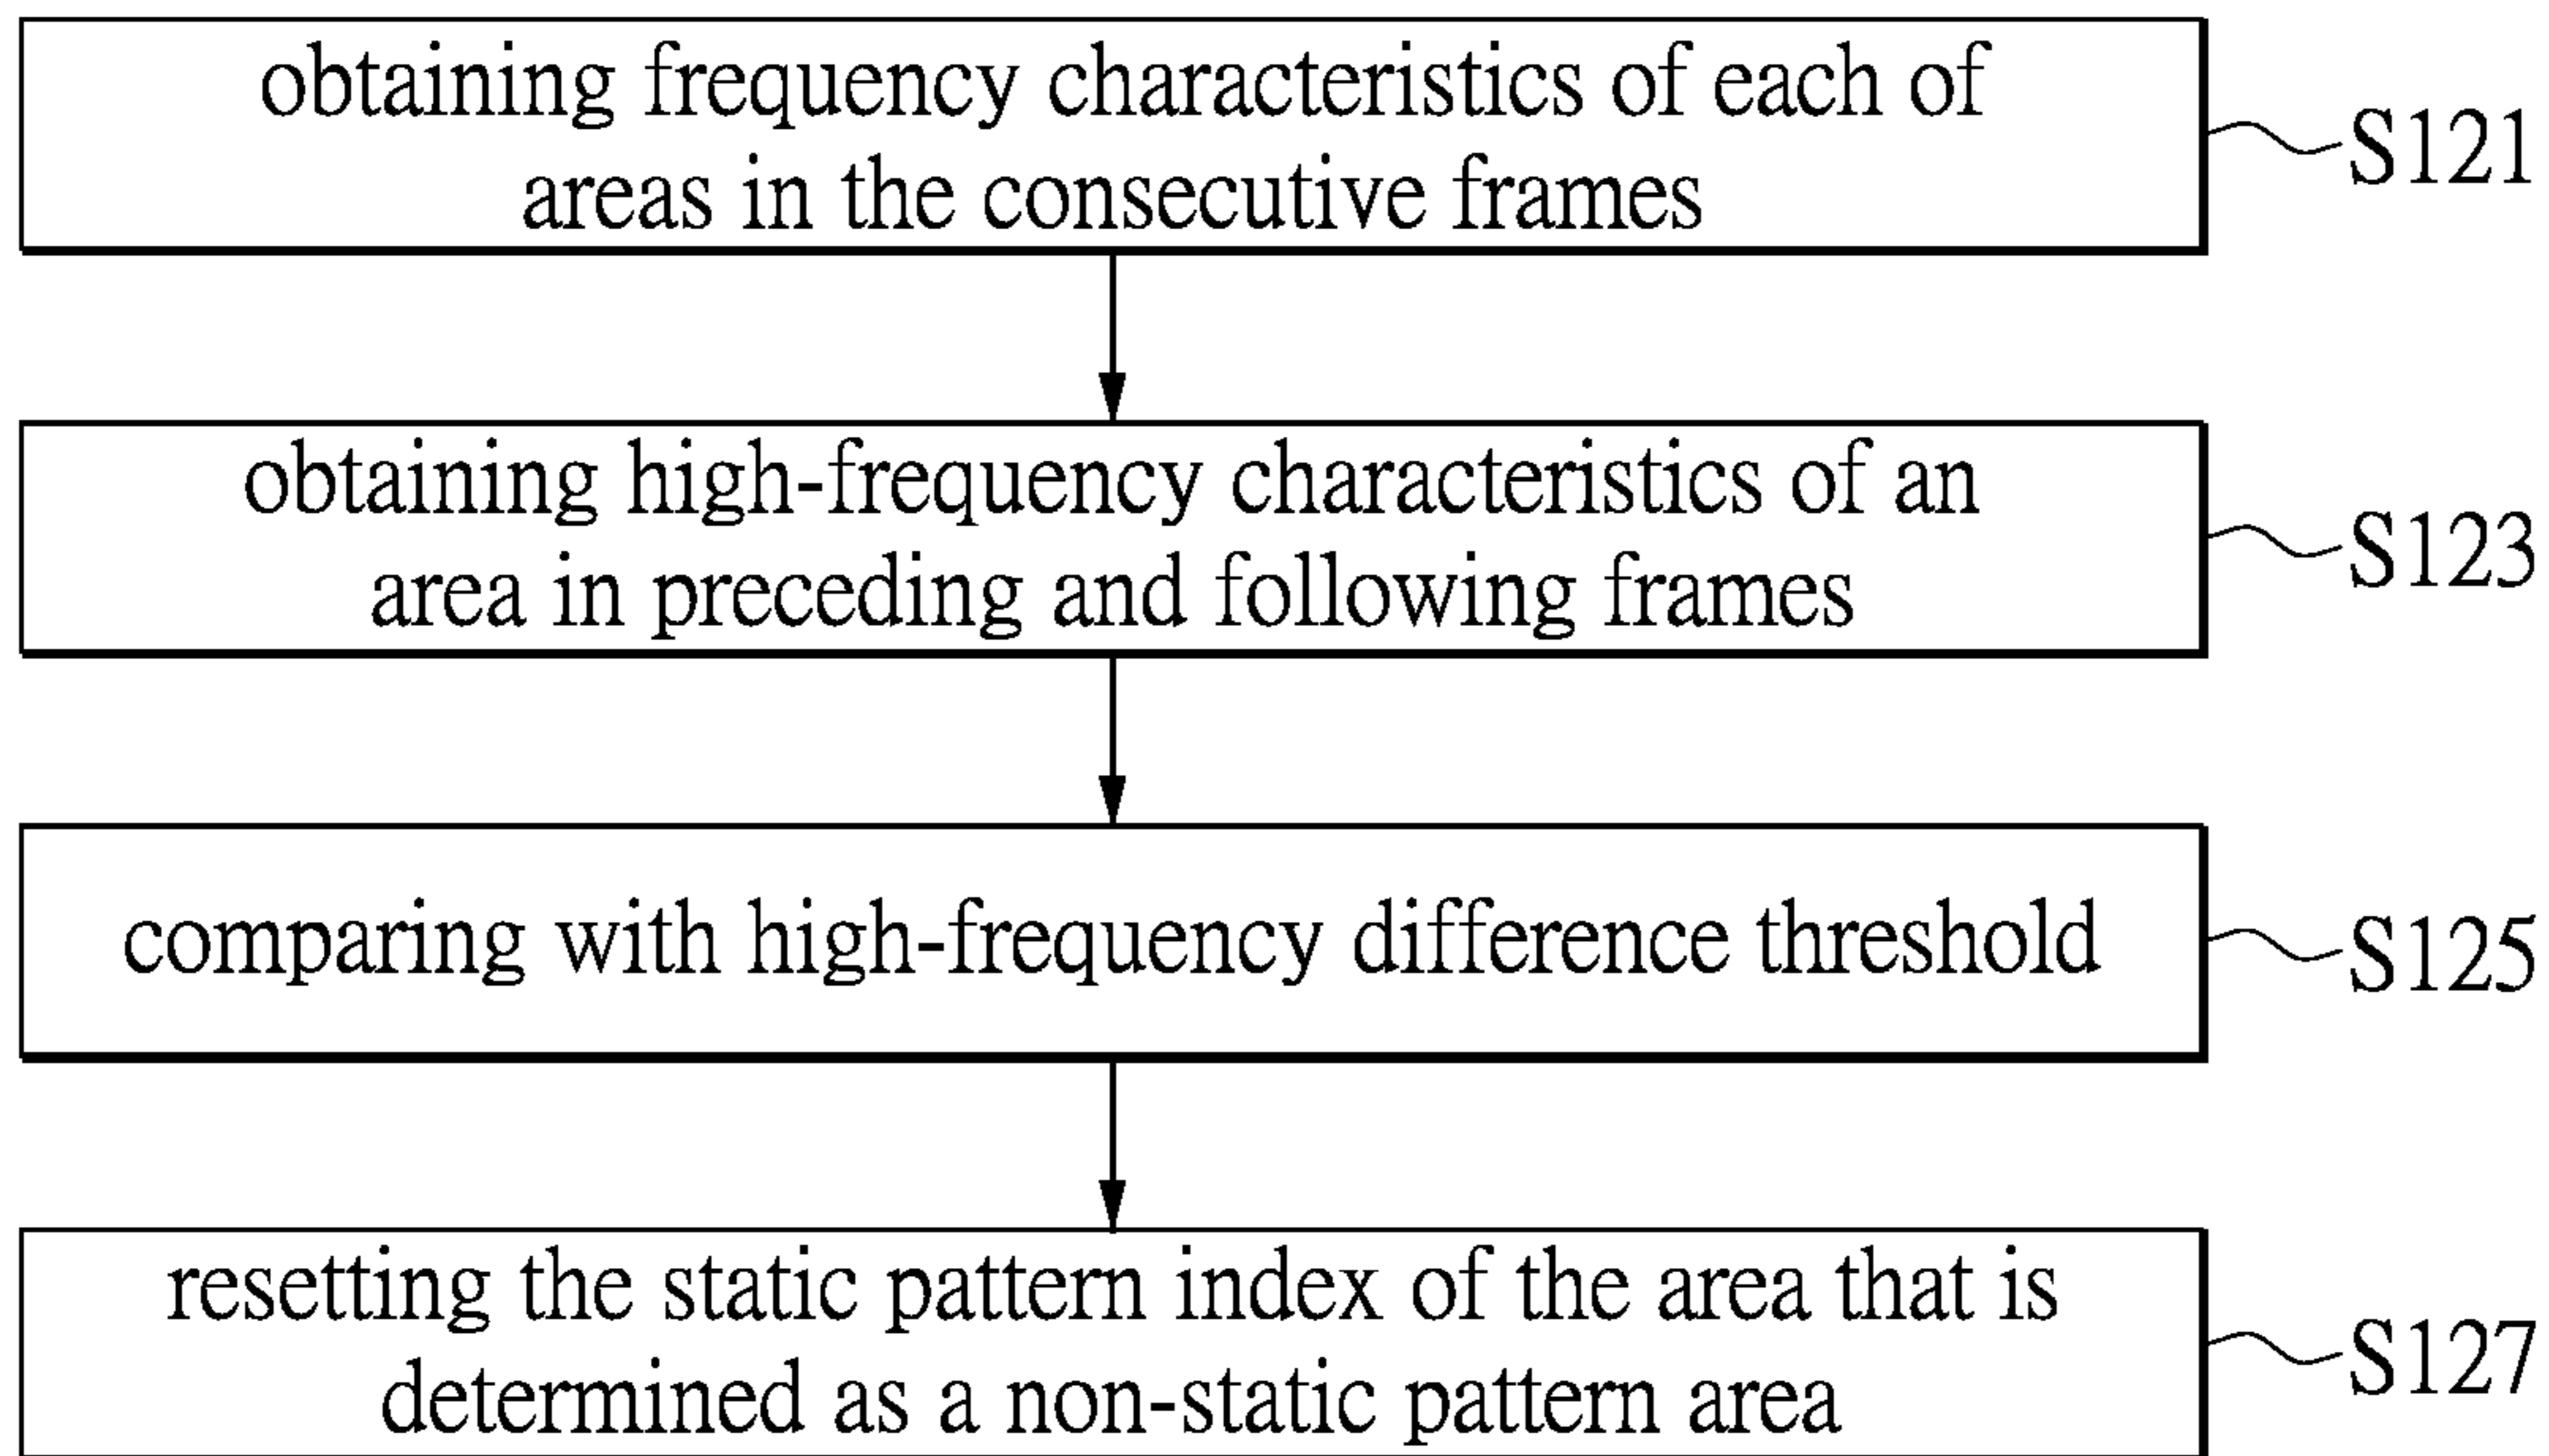 obtaining frequency characteristics of each of
areas in the consecutive frames
S121
obtaining high-frequency characteristics of an
area in preceding and following frames
S123
comparing with high-frequency difference threshold
S125
resetting the static pattern index of the area that is
determined as a non-static pattern area
S127